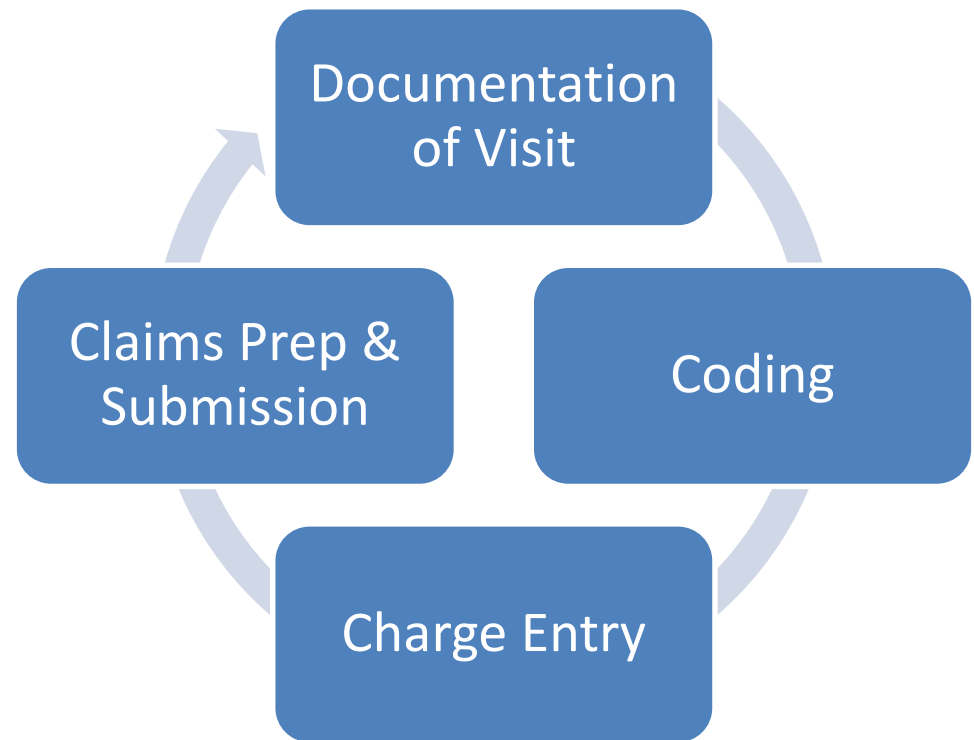 Documentation
of Visit
Coding
Charge Entry
Claims Prep &
Submission